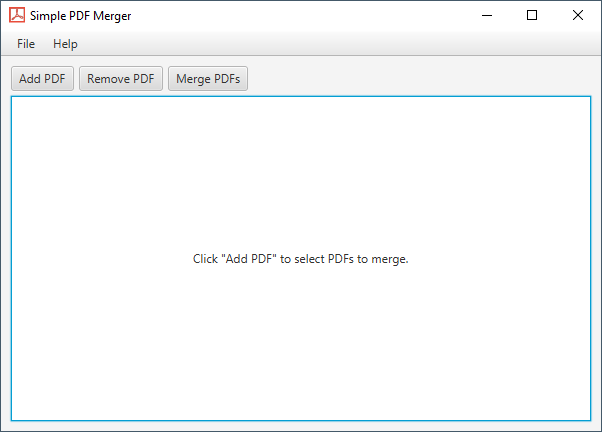 Simple PDF Merger
File Help
Add PDF Remove PDF Merge PDFs
Click "Add PDF" to select PDFs to merge.